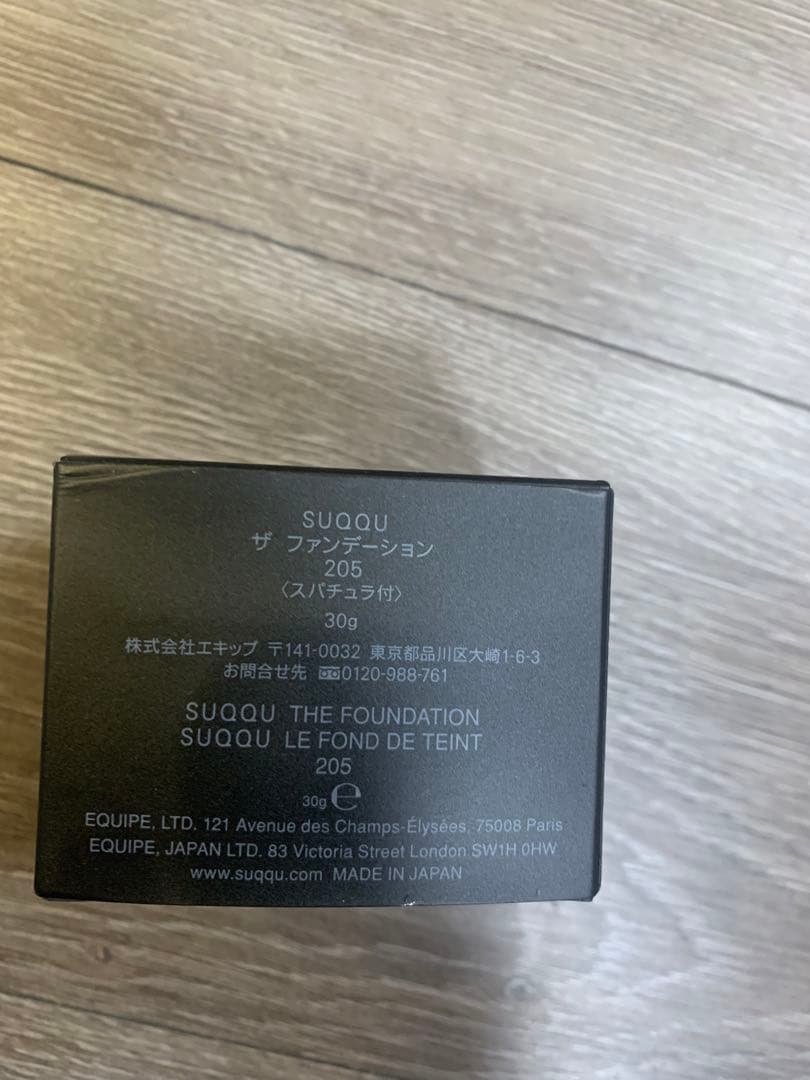 SUQQU
ザ ファンデーション
205
〈スパチュラ付〉
30g
株式会社エキップ 〒141-0032 東京都品川区大崎1-6-3
お問合せ先 0120-988-761
SUQQU THE FOUNDATION
SUQQU LE FOND DE TEINT
205
30g ℮
EQUIPE, LTD. 121 Avenue des Champs-Élysées, 75008 Paris
EQUIPE, JAPAN LTD. 83 Victoria Street London SW1H 0HW
www.suqqu.com MADE IN JAPAN